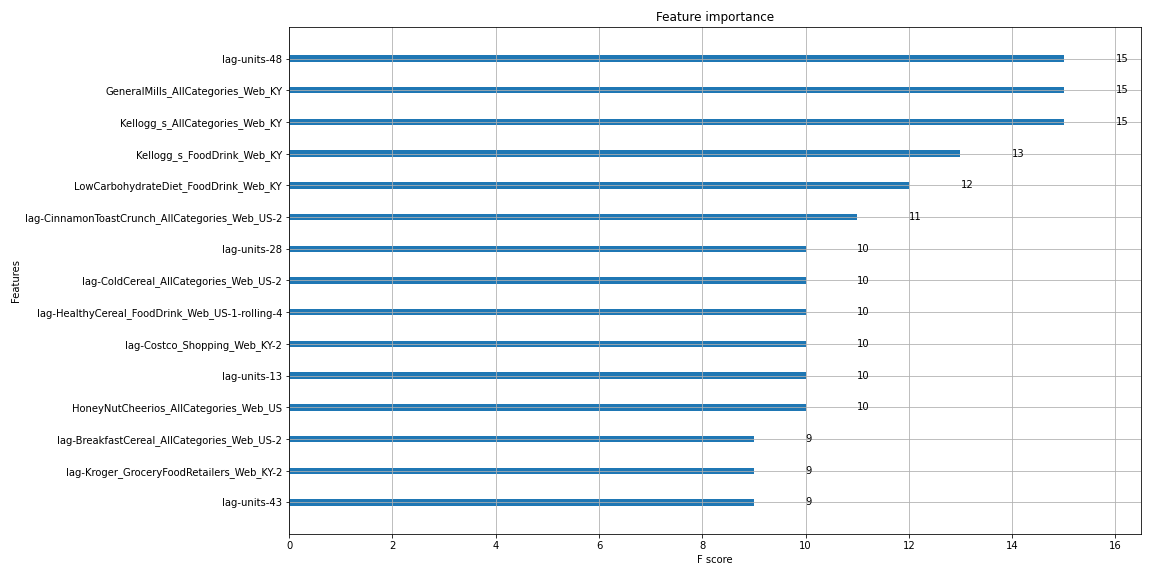 Feature importance
lag-units-48 15
GeneralMills_AllCategories_Web_KY 15
Kellogg_s_AllCategories_Web_KY 15
Kellogg_s_FoodDrink_Web_KY 13
LowCarbohydrateDiet_FoodDrink_Web_KY 12
lag-CinnamonToastCrunch_AllCategories_Web_US-2 11
lag-units-28 10
lag-ColdCereal_AllCategories_Web_US-2 10
lag-HealthyCereal_FoodDrink_Web_US-1-rolling-4 10
lag-Costco_Shopping_Web_KY-2 10
lag-units-13 10
HoneyNutCheerios_AllCategories_Web_US 10
lag-BreakfastCereal_AllCategories_Web_US-2 9
lag-Kroger_GroceryFoodRetailers_Web_KY-2 9
lag-units-43 9
Features
0 2 4 6 8 10 12 14 16
F score